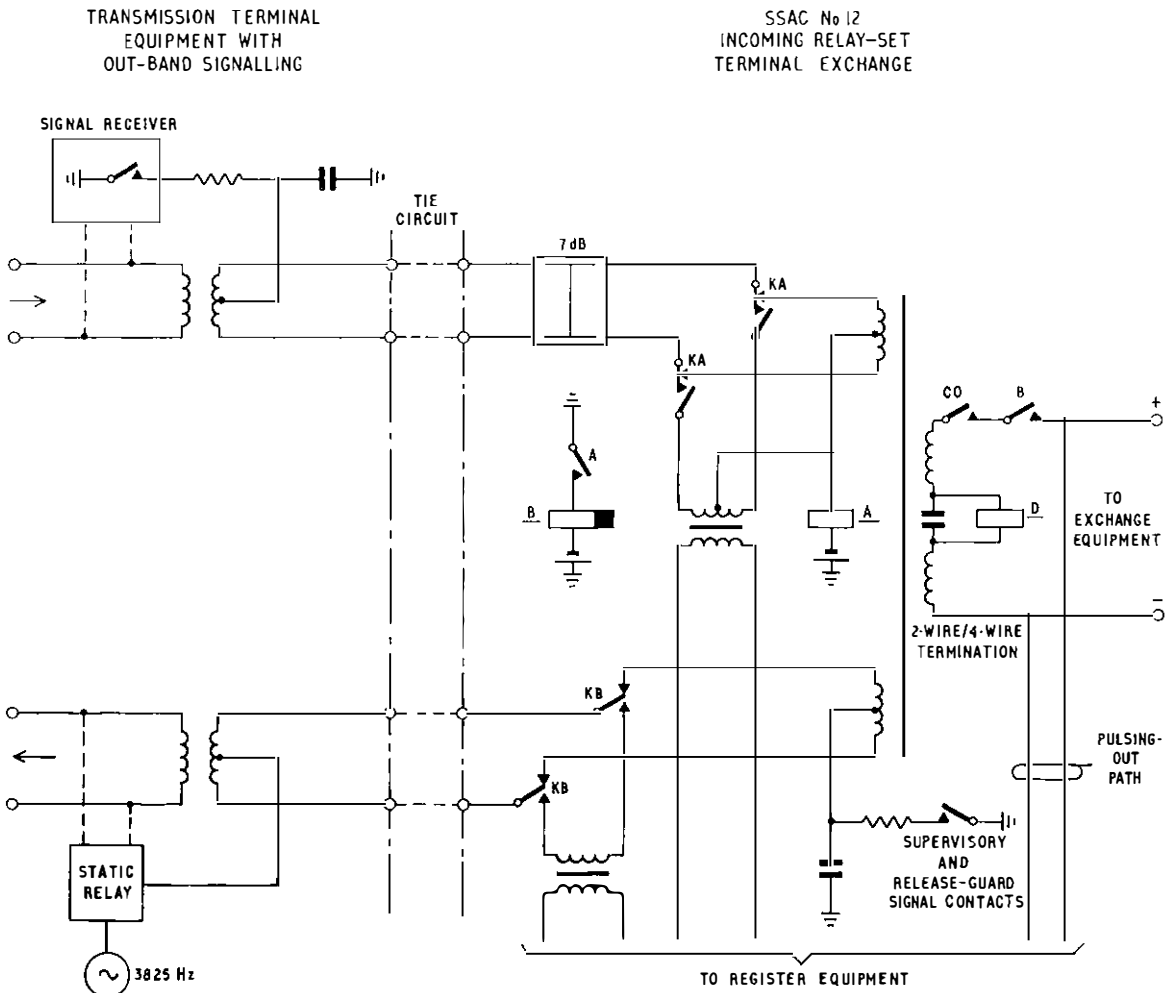 TRANSMISSION TERMINAL
EQUIPMENT WITH
OUT-BAND SIGNALLING
SSAC No 12
INCOMING RELAY-SET
TERMINAL EXCHANGE
SIGNAL RECEIVER
TIE
CIRCUIT
7dB
KA
KA
CO
B
+
A
B
A
D
TO
EXCHANGE
EQUIPMENT
–
2-WIRE/4-WIRE
TERMINATION
KB
KB
PULSING-
OUT
PATH
STATIC
RELAY
SUPERVISORY
AND
RELEASE-GUARD
SIGNAL CONTACTS
3825 Hz
TO REGISTER EQUIPMENT